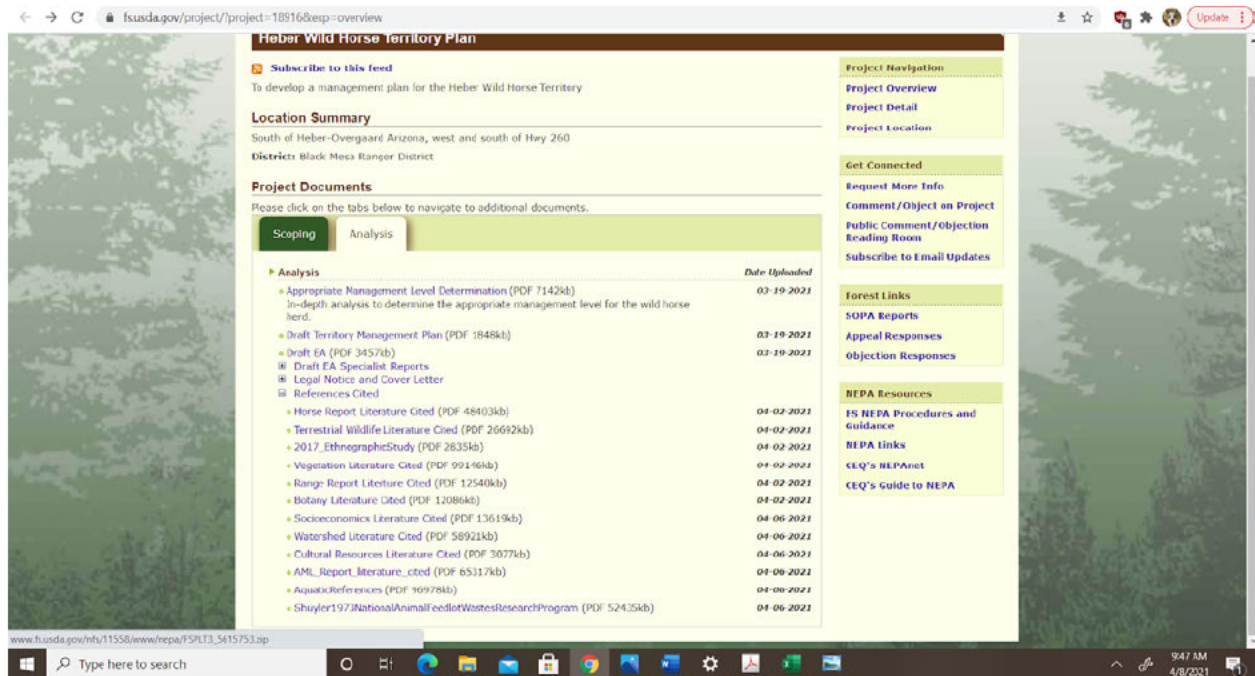 fs.usda.gov/project/?project=18916&exp=overview
Update
Heber Wild Horse Territory Plan
Subscribe to this feed
To develop a management plan for the Heber Wild Horse Territory
Location Summary
South of Heber-Overgaard Arizona, west and south of Hwy 260
District: Black Mesa Ranger District
Project Documents
Please click on the tabs below to navigate to additional documents.
Scoping
Analysis
Analysis Date Uploaded
Appropriate Management Level Determination (PDF 7142kb) 03-19-2021
In-depth analysis to determine the appropriate management level for the wild horse
herd.
Draft Territory Management Plan (PDF 1848kb) 03-19-2021
Draft EA (PDF 3457kb) 03-19-2021
Draft EA Specialist Reports
Legal Notice and Cover Letter
References Cited
Horse Report Literature Cited (PDF 48403kb) 04-02-2021
Terrestrial Wildlife Literature Cited (PDF 26692kb) 04-02-2021
2017_EthnographicStudy (PDF 2835kb) 04-02-2021
Vegetation Literature Cited (PDF 99146kb) 04-02-2021
Range Report Literture Cited (PDF 12540kb) 04-02-2021
Botany Literature Cited (PDF 12086kb) 04-02-2021
Socioeconomics Literature Cited (PDF 13619kb) 04-06-2021
Watershed Literature Cited (PDF 58921kb) 04-06-2021
Cultural Resources Literature Cited (PDF 3077kb) 04-06-2021
AML_Report_literature_cited (PDF 65317kb) 04-06-2021
AquaticReferences (PDF 96978kb) 04-06-2021
Shuyler1973NationalAnimalFeedlotWastesResearchProgram (PDF 52435kb) 04-06-2021
Project Navigation
Project Overview
Project Detail
Project Location
Get Connected
Request More Info
Comment/Object on Project
Public Comment/Objection
Reading Room
Subscribe to Email Updates
Forest Links
SOPA Reports
Appeal Responses
Objection Responses
NEPA Resources
FS NEPA Procedures and
Guidance
NEPA Links
CEQ's NEPAnet
CEQ's Guide to NEPA
www.fs.usda.gov/nfs/11558/www/nepa/FSPLT3_5615753.zip
Type here to search
9:47 AM
4/8/2021